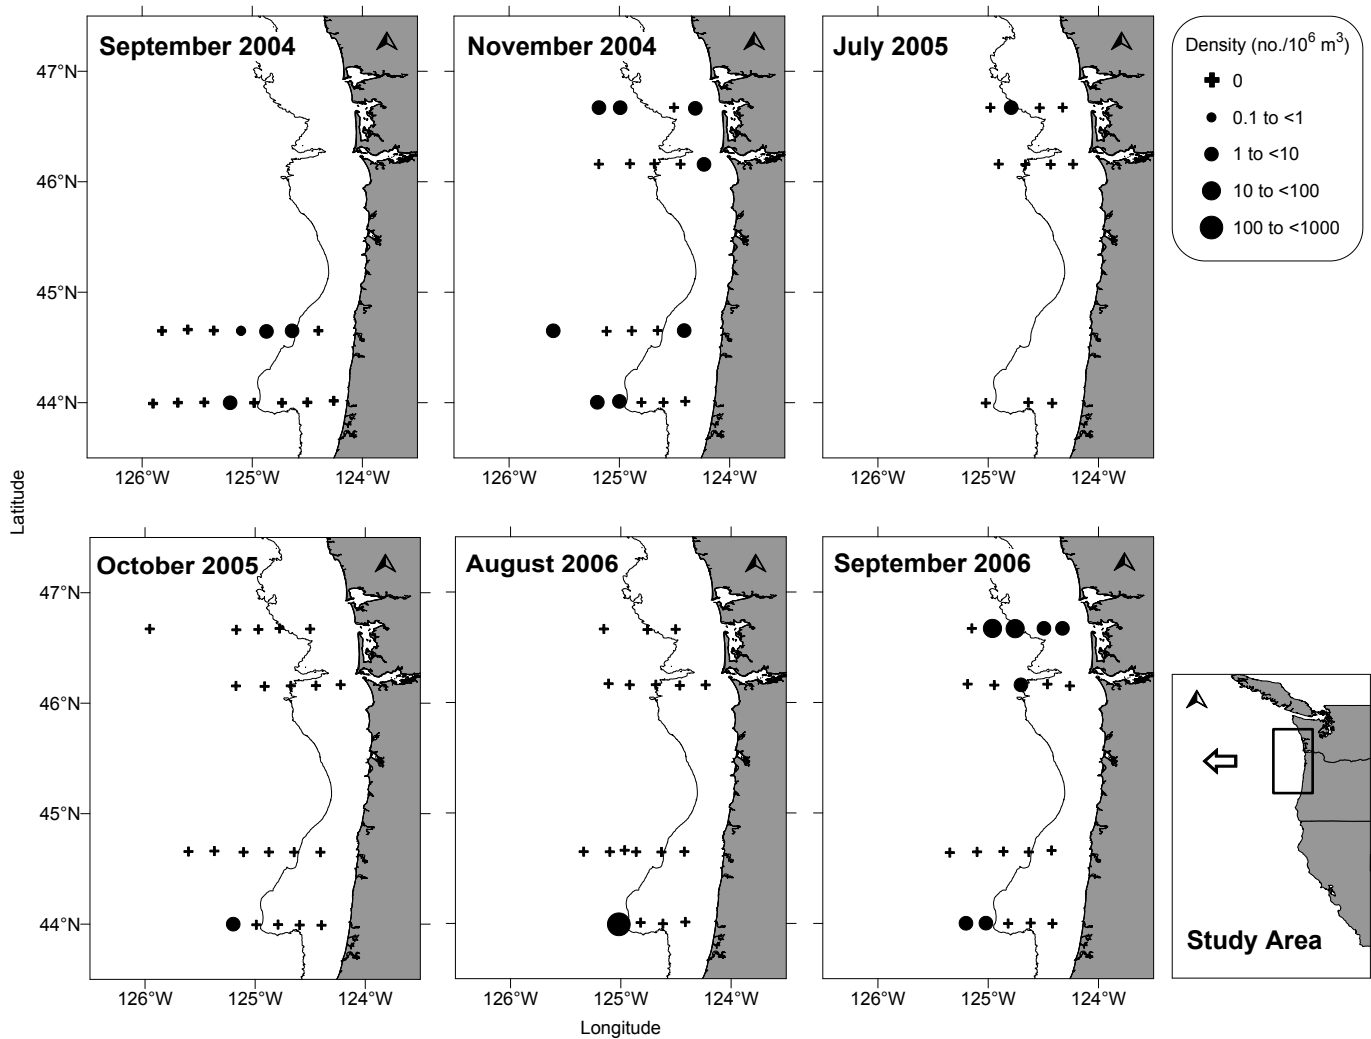 September 2004
November 2004
July 2005
Density (no./10⁶ m³)
0
0.1 to <1
1 to <10
10 to <100
100 to <1000
47°N
46°N
45°N
44°N
126°W 125°W 124°W
126°W 125°W 124°W
126°W 125°W 124°W
Latitude
October 2005
August 2006
September 2006
47°N
46°N
45°N
44°N
126°W 125°W 124°W
126°W 125°W 124°W
126°W 125°W 124°W
Longitude
Study Area